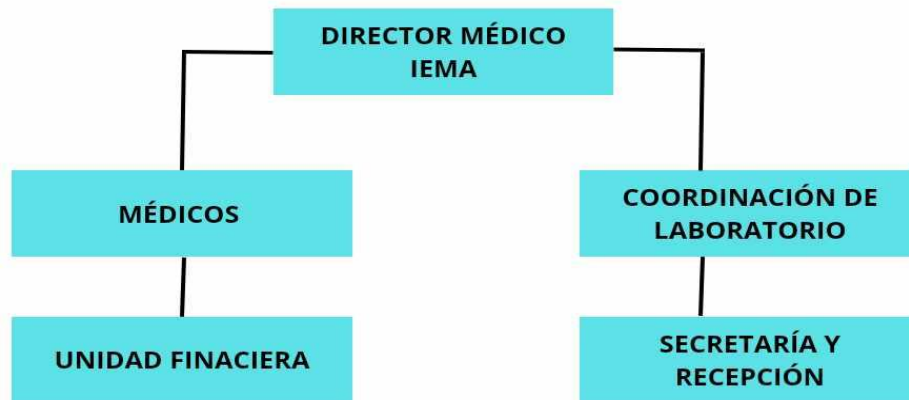 DIRECTOR MÉDICO
IEMA
MÉDICOS
COORDINACIÓN DE
LABORATORIO
UNIDAD FINACIERA
SECRETARÍA Y
RECEPCIÓN